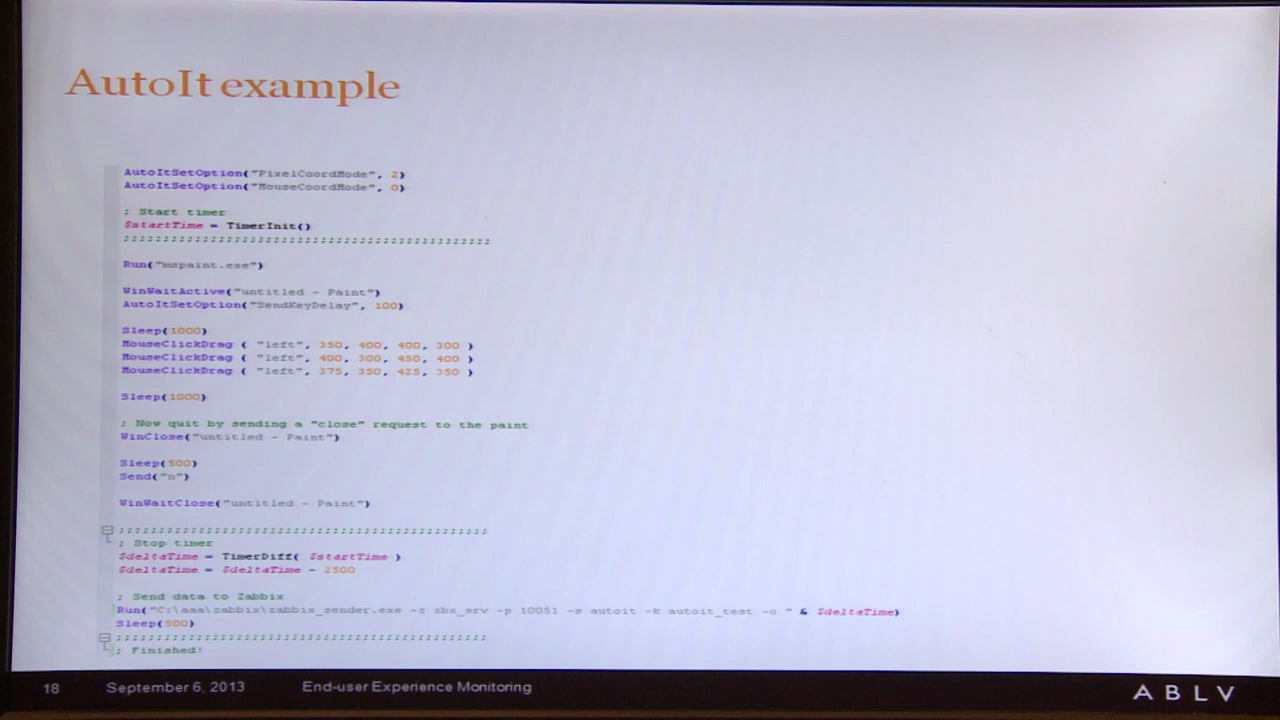 AutoIt example
AutoItSetOption("PixelCoordMode", 2)
AutoItSetOption("MouseCoordMode", 0)
; Start timer
$startTime = TimerInit()
;;;;;;;;;;;;;;;;;;;;;;;;;;;;;;;;;;;;;;;;;;;;;;;
Run("mspaint.exe")
WinWaitActive("untitled - Paint")
AutoItSetOption("SendKeyDelay", 100)
Sleep(1000)
MouseClickDrag ( "left", 350, 400, 400, 300 )
MouseClickDrag ( "left", 400, 300, 450, 400 )
MouseClickDrag ( "left", 375, 350, 425, 350 )
Sleep(1000)
; Now quit by sending a "close" request to the paint
WinClose("untitled - Paint")
Sleep(500)
Send("n")
WinWaitClose("untitled - Paint")
;;;;;;;;;;;;;;;;;;;;;;;;;;;;;;;;;;;;;;;;;;;;;;;
; Stop timer
$deltaTime = TimerDiff( $startTime )
$deltaTime = $deltaTime - 2500
; Send data to Zabbix
Run("C:\aaa\zabbix\zabbix_sender.exe -z zbx_srv -p 10051 -s autoit -k autoit_test -o " & $deltaTime)
Sleep(500)
;;;;;;;;;;;;;;;;;;;;;;;;;;;;;;;;;;;;;;;;;;;;;;;
; Finished!
18 September 6, 2013 End-user Experience Monitoring ABLV